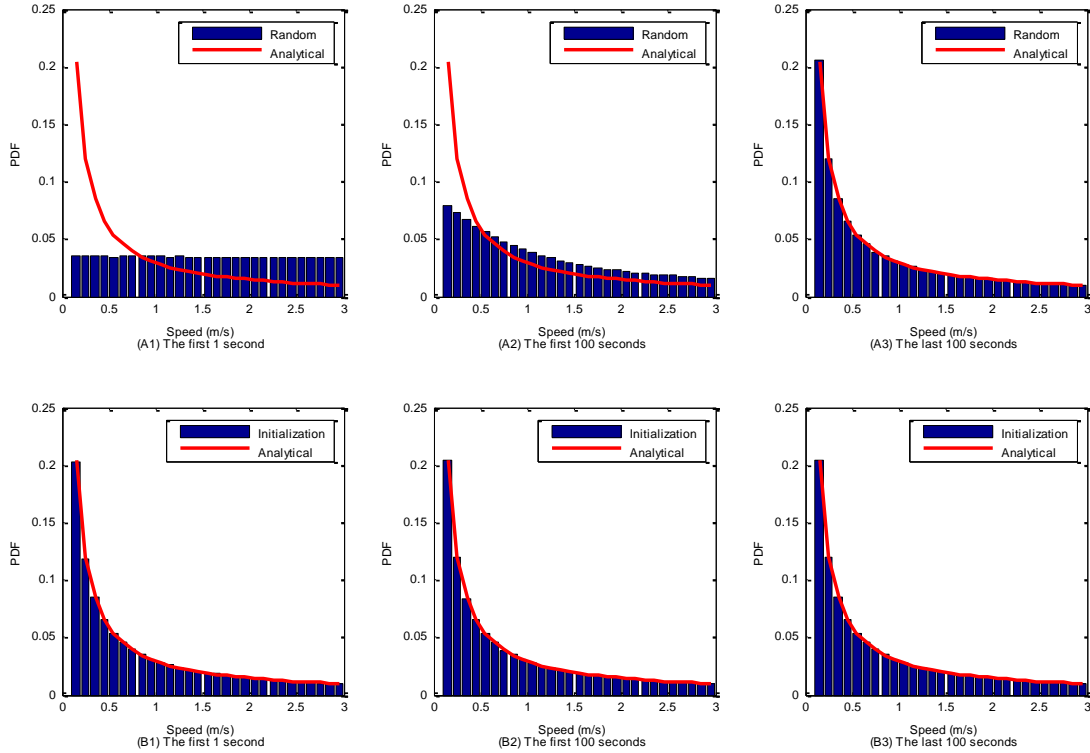 0.25
0.2
0.15
0.1
0.05
0
PDF
Random
Analytical
0 0.5 1 1.5 2 2.5 3
Speed (m/s)
(A1) The first 1 second
0.25
0.2
0.15
0.1
0.05
0
PDF
Random
Analytical
0 0.5 1 1.5 2 2.5 3
Speed (m/s)
(A2) The first 100 seconds
0.25
0.2
0.15
0.1
0.05
0
PDF
Random
Analytical
0 0.5 1 1.5 2 2.5 3
Speed (m/s)
(A3) The last 100 seconds
0.25
0.2
0.15
0.1
0.05
0
PDF
Initialization
Analytical
0 0.5 1 1.5 2 2.5 3
Speed (m/s)
(B1) The first 1 second
0.25
0.2
0.15
0.1
0.05
0
PDF
Initialization
Analytical
0 0.5 1 1.5 2 2.5 3
Speed (m/s)
(B2) The first 100 seconds
0.25
0.2
0.15
0.1
0.05
0
PDF
Initialization
Analytical
0 0.5 1 1.5 2 2.5 3
Speed (m/s)
(B3) The last 100 seconds